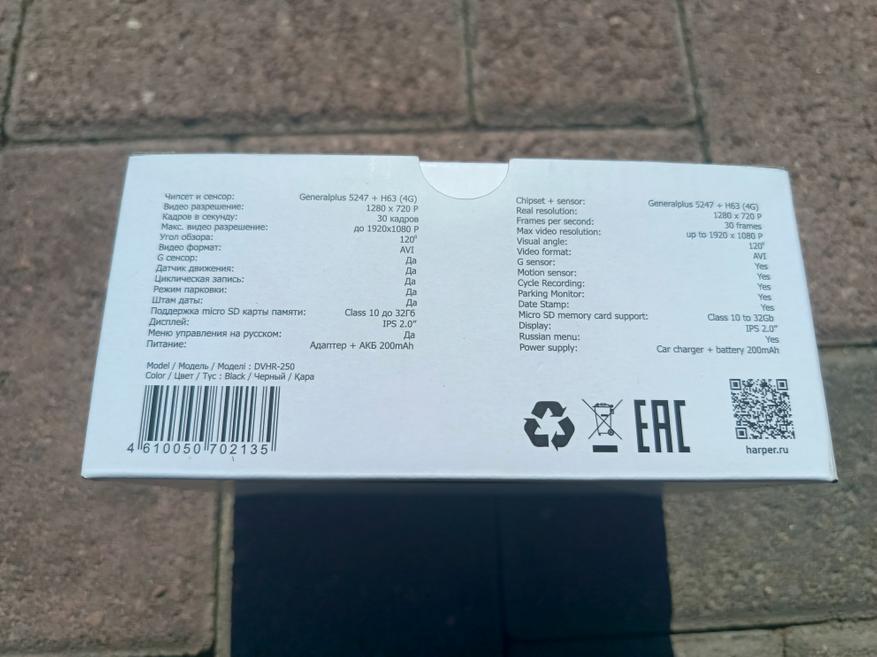 Чипсет и сенсор: Generalplus 5247 + H63 (4G)
Видео разрешение: 1280 x 720 P
Кадров в секунду: 30 кадров
Макс. видео разрешение: до 1920x1080 P
Угол обзора: 120°
Видео формат: AVI
G сенсор: Да
Датчик движения: Да
Циклическая запись: Да
Режим парковки: Да
Штам даты: Да
Поддержка micro SD карты памяти: Class 10 до 32Гб
Дисплей: IPS 2.0"
Меню управления на русском: Да
Питание: Адаптер + АКБ 200mAh
Model / Модель / Моделі : DVHR-250
Color / Цвет / Түс : Black / Черный / Қара
4 610050 702135
Chipset + sensor: Generalplus 5247 + H63 (4G)
Real resolution: 1280 x 720 P
Frames per second: 30 frames
Max video resolution: up to 1920 x 1080 P
Visual angle: 120°
Video format: AVI
G sensor: Yes
Motion sensor: Yes
Cycle Recording: Yes
Parking Monitor: Yes
Date Stamp: Yes
Micro SD memory card support: Class 10 to 32Gb
Display: IPS 2.0"
Russian menu: Yes
Power supply: Car charger + battery 200mAh
EAC
harper.ru